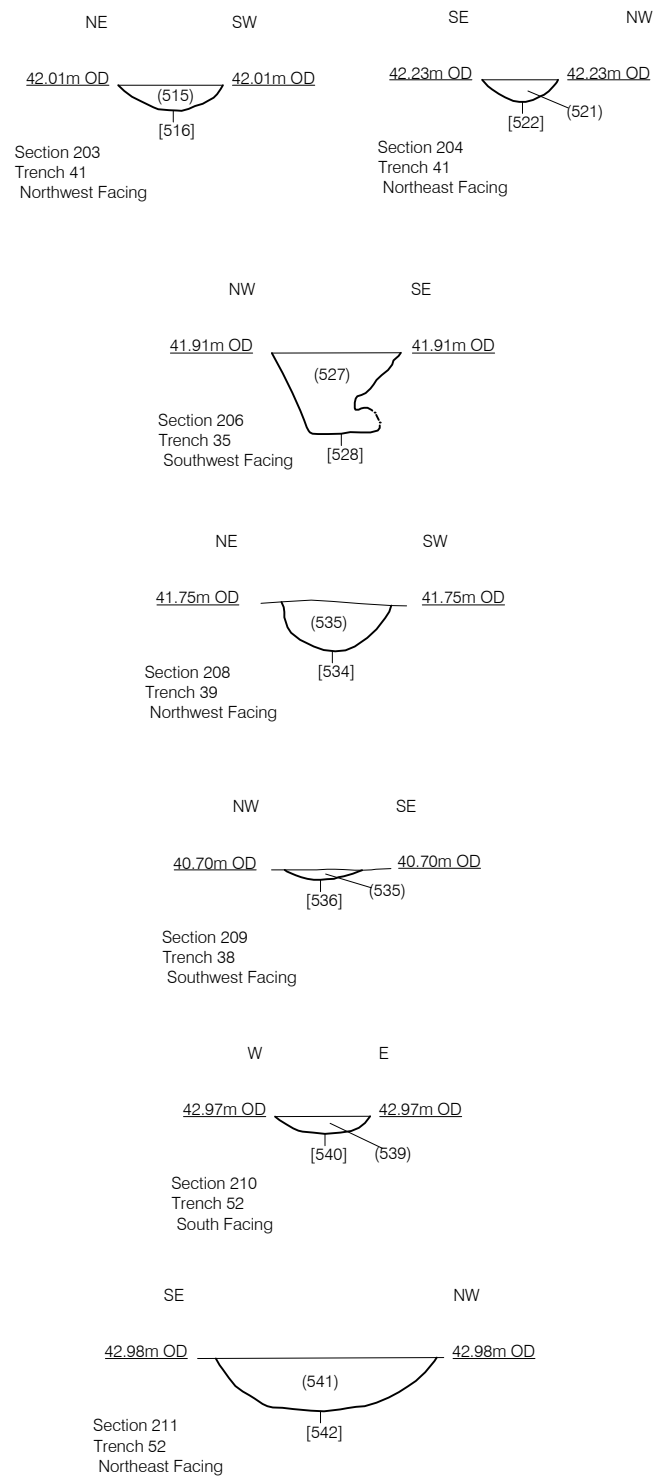 NE SW
42.01m OD 42.01m OD
(515)
[516]
Section 203
Trench 41
Northwest Facing
SE NW
42.23m OD 42.23m OD
(521)
[522]
Section 204
Trench 41
Northeast Facing
NW SE
41.91m OD 41.91m OD
(527)
[528]
Section 206
Trench 35
Southwest Facing
NE SW
41.75m OD 41.75m OD
(535)
[534]
Section 208
Trench 39
Northwest Facing
NW SE
40.70m OD 40.70m OD
(535)
[536]
Section 209
Trench 38
Southwest Facing
W E
42.97m OD 42.97m OD
[540] (539)
Section 210
Trench 52
South Facing
SE NW
42.98m OD 42.98m OD
(541)
[542]
Section 211
Trench 52
Northeast Facing